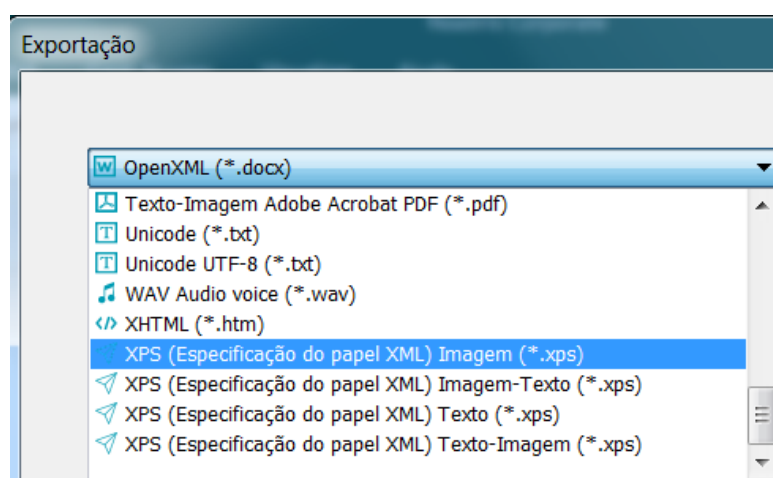 Exportação
OpenXML (*.docx)
Texto-Imagem Adobe Acrobat PDF (*.pdf)
Unicode (*.txt)
Unicode UTF-8 (*.txt)
WAV Audio voice (*.wav)
XHTML (*.htm)
XPS (Especificação do papel XML) Imagem (*.xps)
XPS (Especificação do papel XML) Imagem-Texto (*.xps)
XPS (Especificação do papel XML) Texto (*.xps)
XPS (Especificação do papel XML) Texto-Imagem (*.xps)